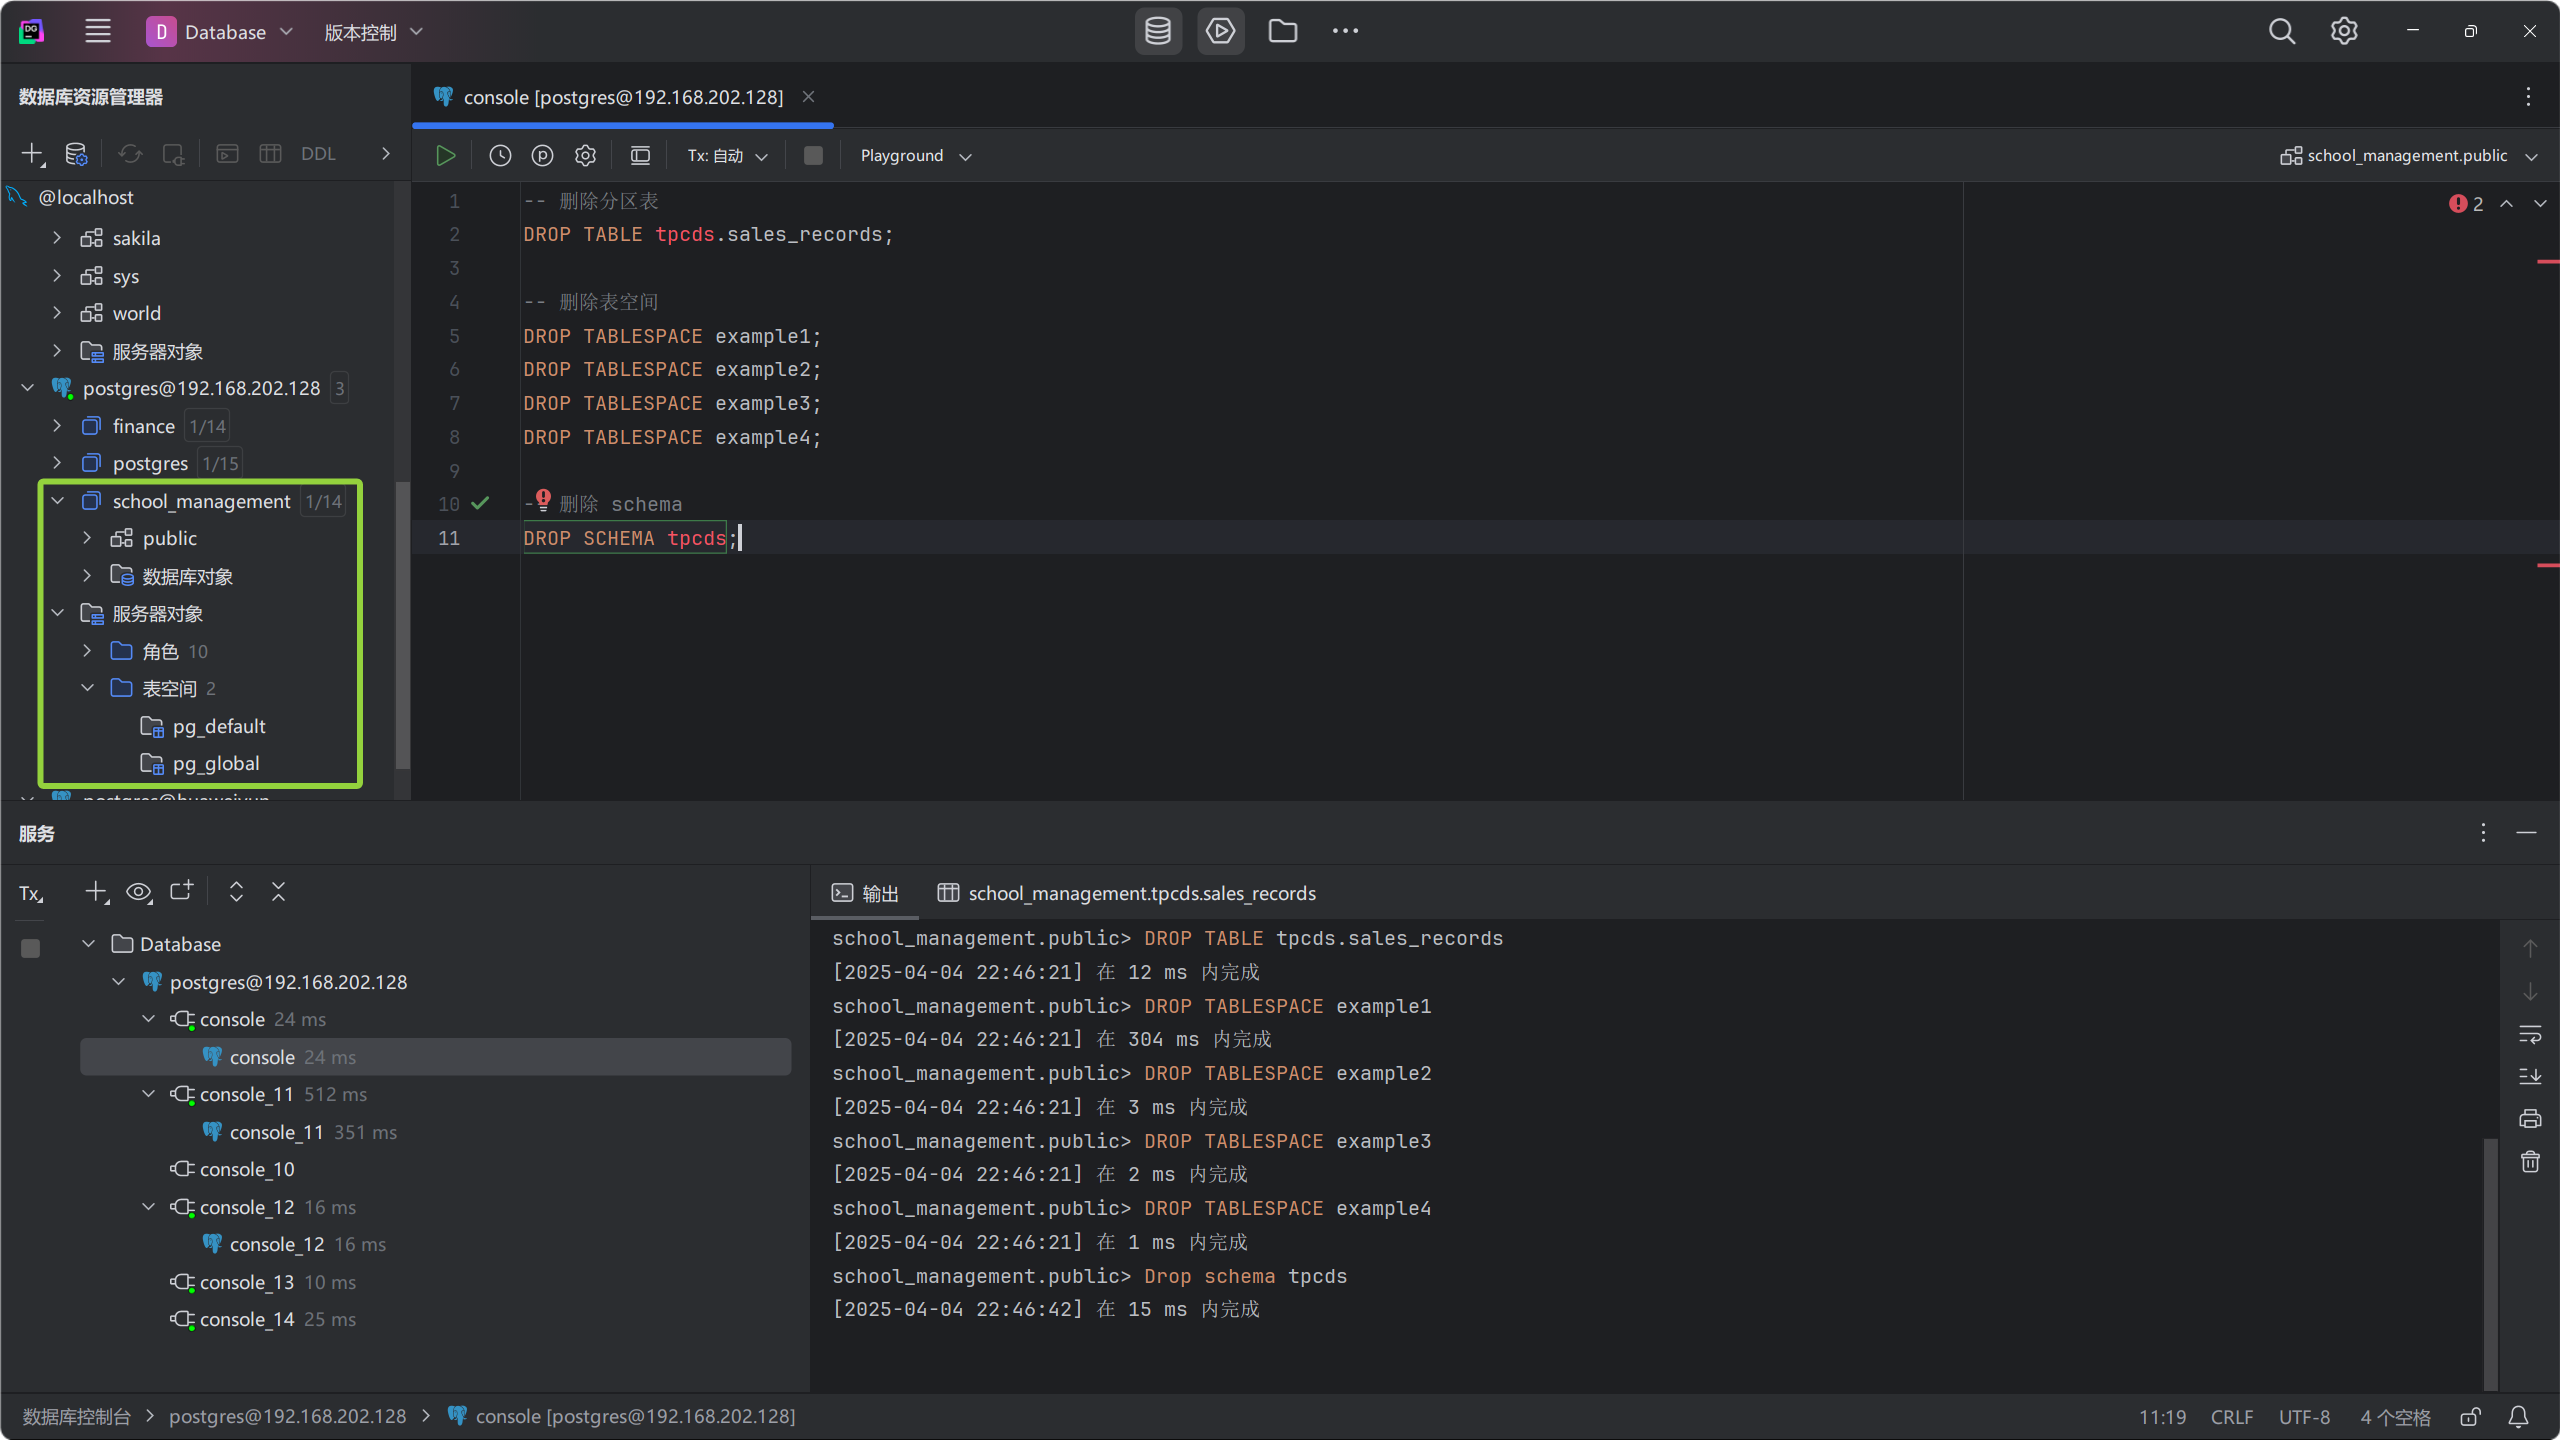 D Database 版本控制
数据库资源管理器
DDL
@localhost
sakila
sys
world
服务器对象
postgres@192.168.202.128 3
finance 1/14
postgres 1/15
school_management 1/14
public
数据库对象
服务器对象
角色 10
表空间 2
pg_default
pg_global
postgres@huaweiyun
console [postgres@192.168.202.128]
Tx: 自动 Playground school_management.public
2
1 -- 删除分区表
2 DROP TABLE tpcds.sales_records;
3
4 -- 删除表空间
5 DROP TABLESPACE example1;
6 DROP TABLESPACE example2;
7 DROP TABLESPACE example3;
8 DROP TABLESPACE example4;
9
10 - 删除 schema
11 DROP SCHEMA tpcds;
服务
Tx
Database
postgres@192.168.202.128
console 24 ms
console 24 ms
console_11 512 ms
console_11 351 ms
console_10
console_12 16 ms
console_12 16 ms
console_13 10 ms
console_14 25 ms
输出 school_management.tpcds.sales_records
school_management.public> DROP TABLE tpcds.sales_records
[2025-04-04 22:46:21] 在 12 ms 内完成
school_management.public> DROP TABLESPACE example1
[2025-04-04 22:46:21] 在 304 ms 内完成
school_management.public> DROP TABLESPACE example2
[2025-04-04 22:46:21] 在 3 ms 内完成
school_management.public> DROP TABLESPACE example3
[2025-04-04 22:46:21] 在 2 ms 内完成
school_management.public> DROP TABLESPACE example4
[2025-04-04 22:46:21] 在 1 ms 内完成
school_management.public> Drop schema tpcds
[2025-04-04 22:46:42] 在 15 ms 内完成
数据库控制台 > postgres@192.168.202.128 > console [postgres@192.168.202.128]
11:19 CRLF UTF-8 4 个空格